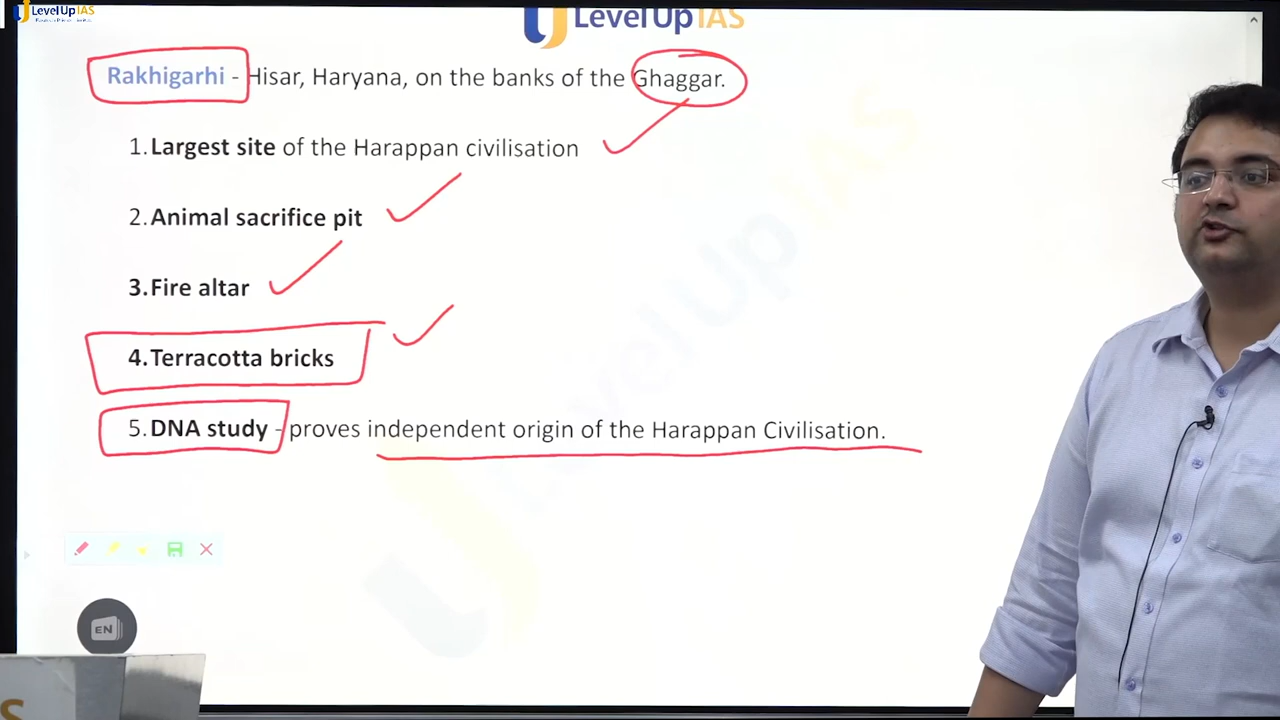 LevelUp IAS
LevelUp IAS
Rakhigarhi - Hisar, Haryana, on the banks of the Ghaggar.
1. Largest site of the Harappan civilisation
2. Animal sacrifice pit
3. Fire altar
4. Terracotta bricks
5. DNA study - proves independent origin of the Harappan Civilisation.
LevelUp IAS
EN